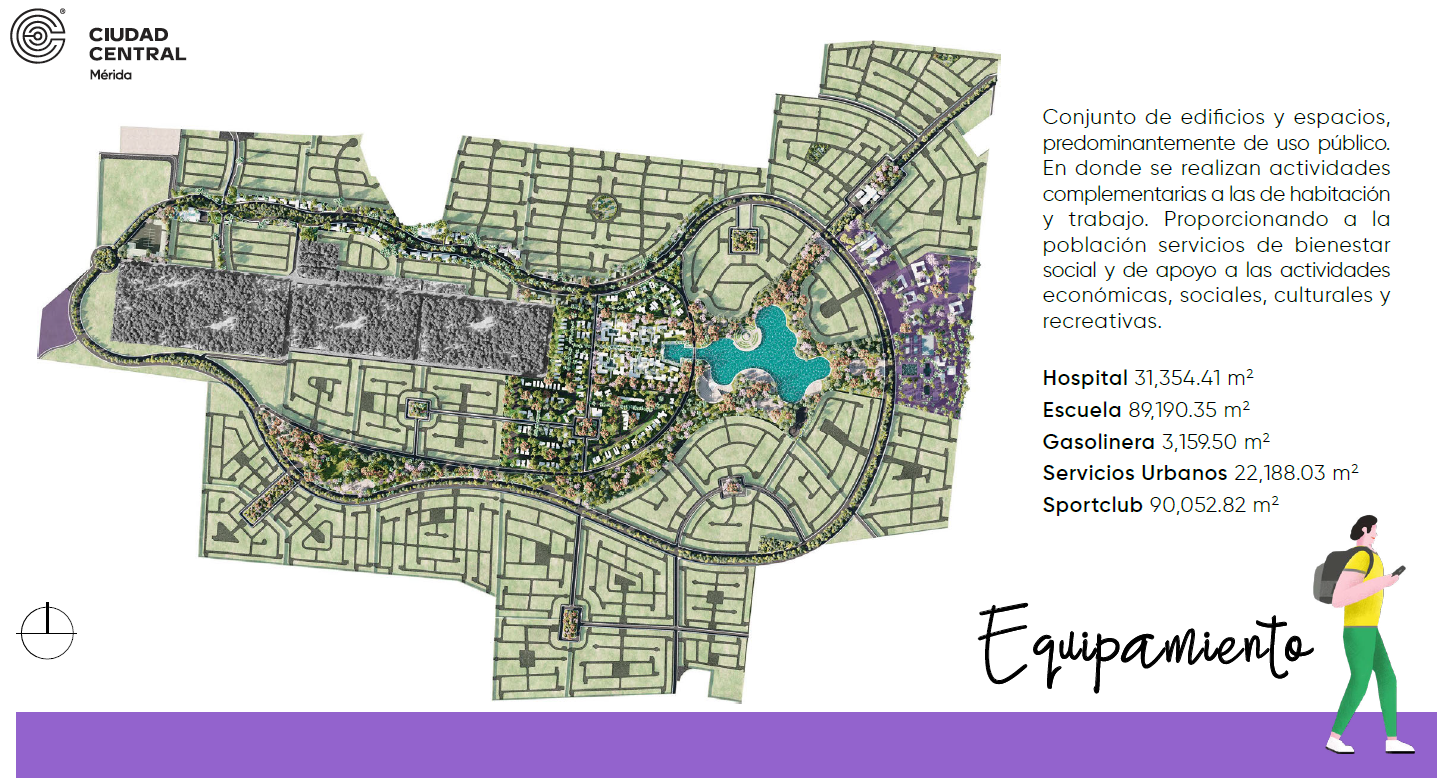 CIUDAD
CENTRAL
Mérida
Conjunto de edificios y espacios,
predominantemente de uso público.
En donde se realizan actividades
complementarias a las de habitación
y trabajo. Proporcionando a la
población servicios de bienestar
social y de apoyo a las actividades
económicas, sociales, culturales y
recreativas.
Hospital 31,354.41 m²
Escuela 89,190.35 m²
Gasolinera 3,159.50 m²
Servicios Urbanos 22,188.03 m²
Sportclub 90,052.82 m²
Equipamiento